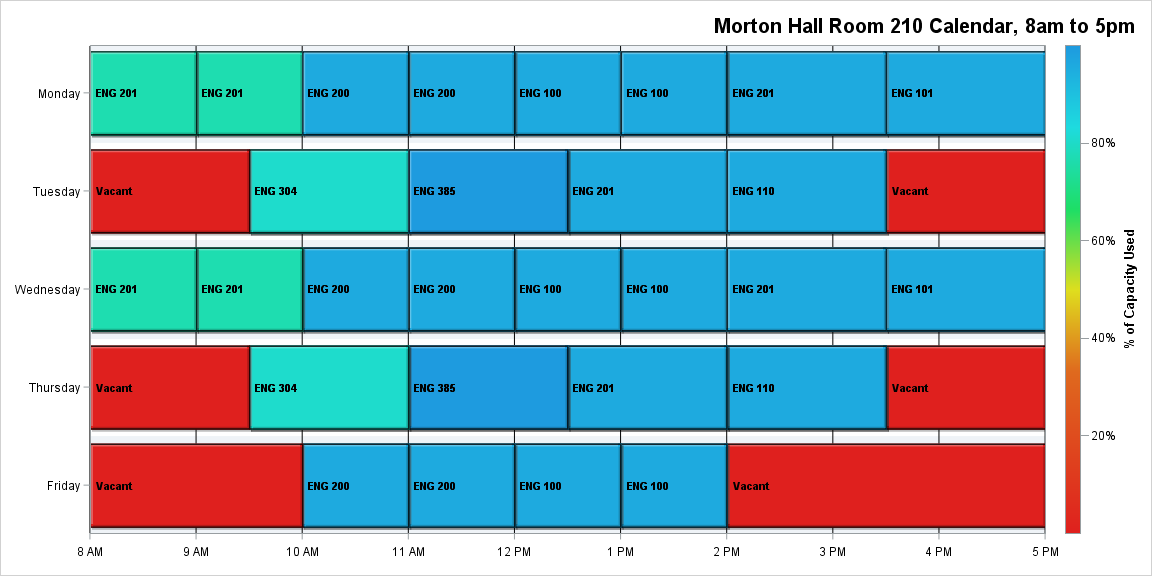 Morton Hall Room 210 Calendar, 8am to 5pm
Monday
ENG 201
ENG 201
ENG 200
ENG 200
ENG 100
ENG 100
ENG 201
ENG 101
Tuesday
Vacant
ENG 304
ENG 385
ENG 201
ENG 110
Vacant
Wednesday
ENG 201
ENG 201
ENG 200
ENG 200
ENG 100
ENG 100
ENG 201
ENG 101
Thursday
Vacant
ENG 304
ENG 385
ENG 201
ENG 110
Vacant
Friday
Vacant
ENG 200
ENG 200
ENG 100
ENG 100
Vacant
8 AM
9 AM
10 AM
11 AM
12 PM
1 PM
2 PM
3 PM
4 PM
5 PM
80%
60%
40%
20%
% of Capacity Used